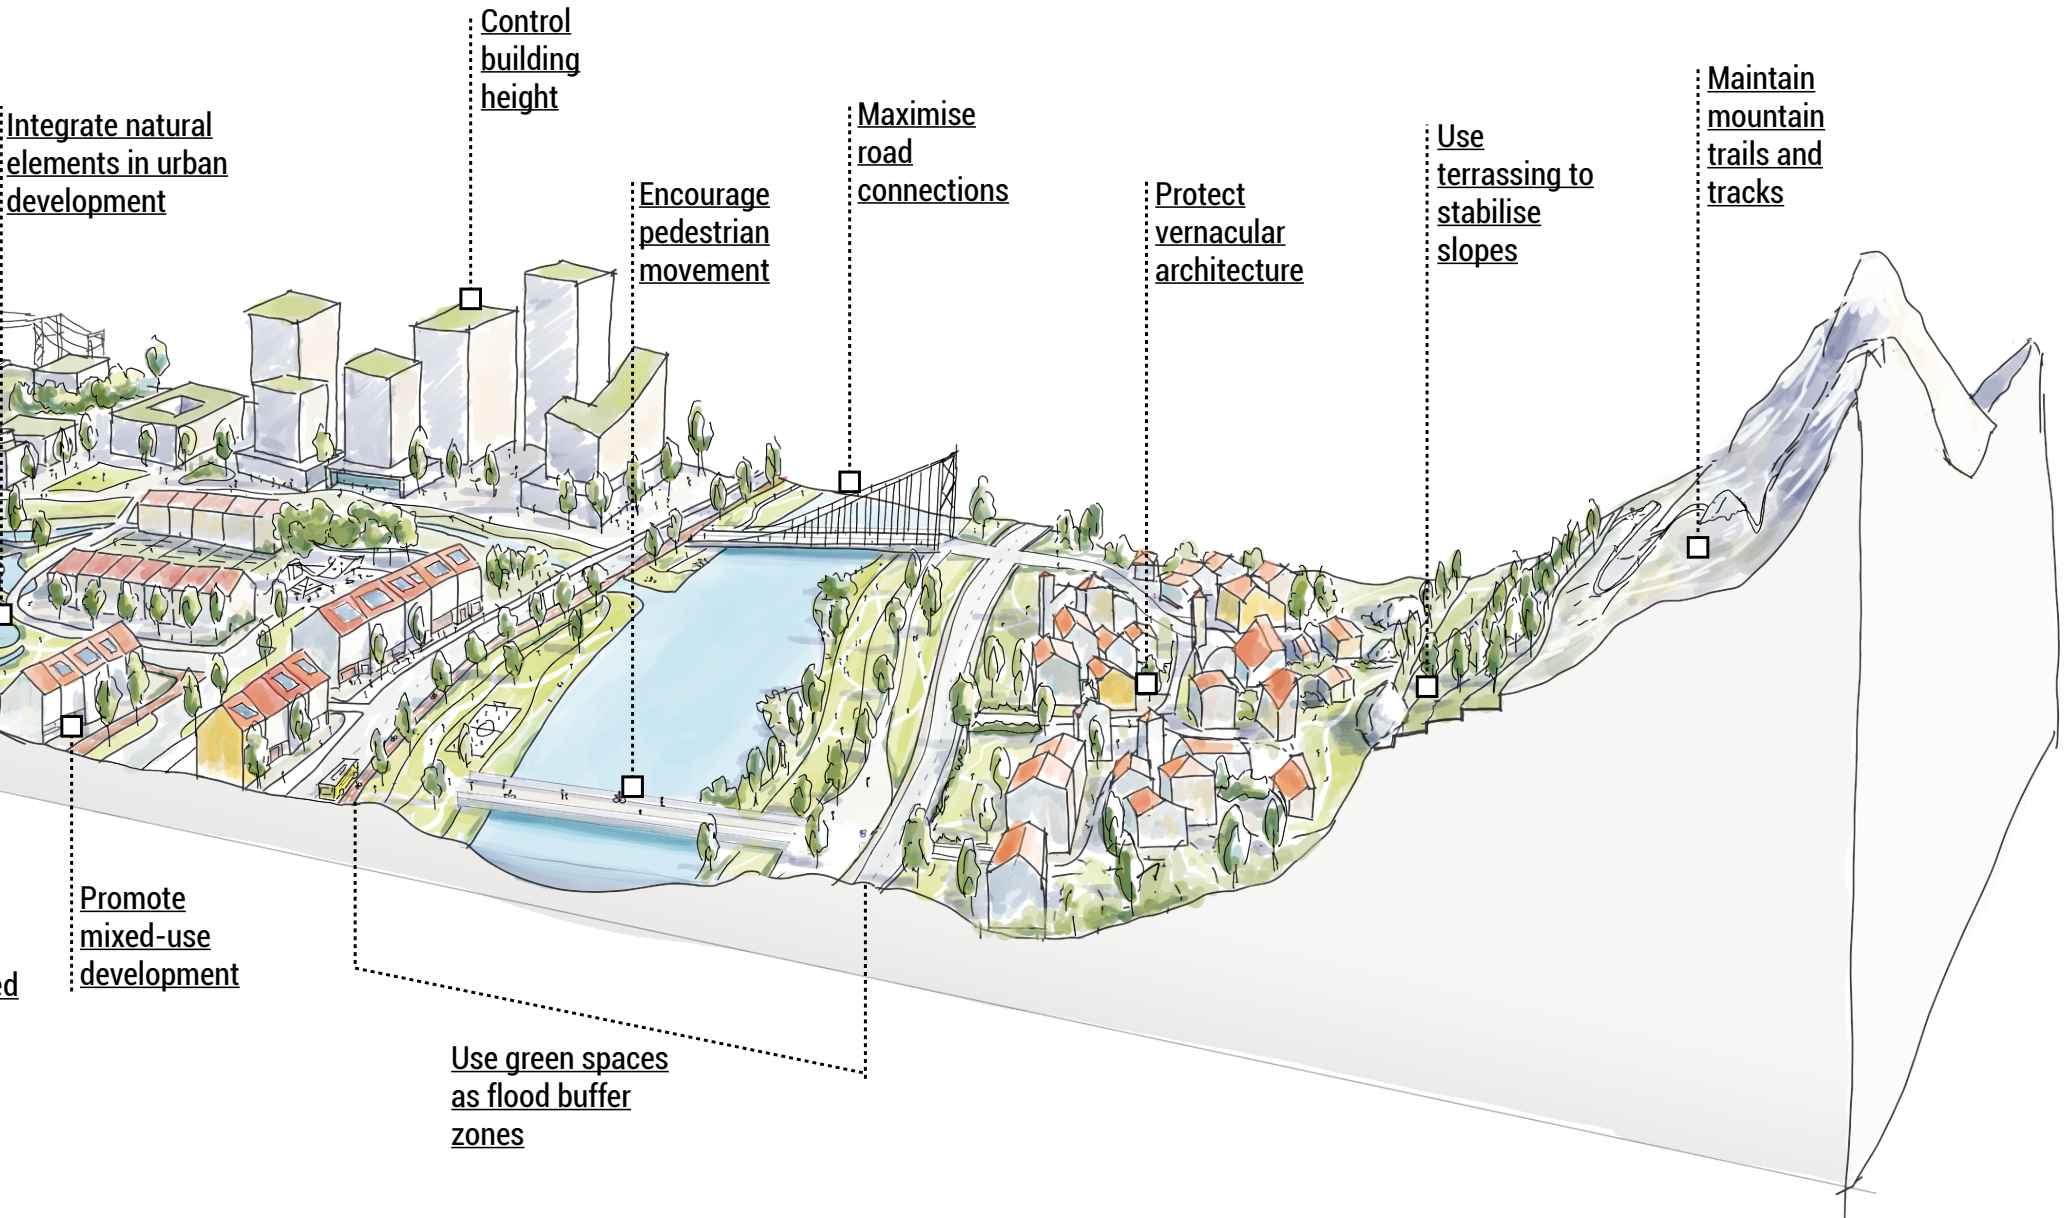 Control
building
height
Maintain
mountain
trails and
tracks
Integrate natural
elements in urban
development
Maximise
road
connections
Use
terrassing to
stabilise
slopes
Encourage
pedestrian
movement
Protect
vernacular
architecture
Promote
mixed-use
development
ed
Use green spaces
as flood buffer
zones